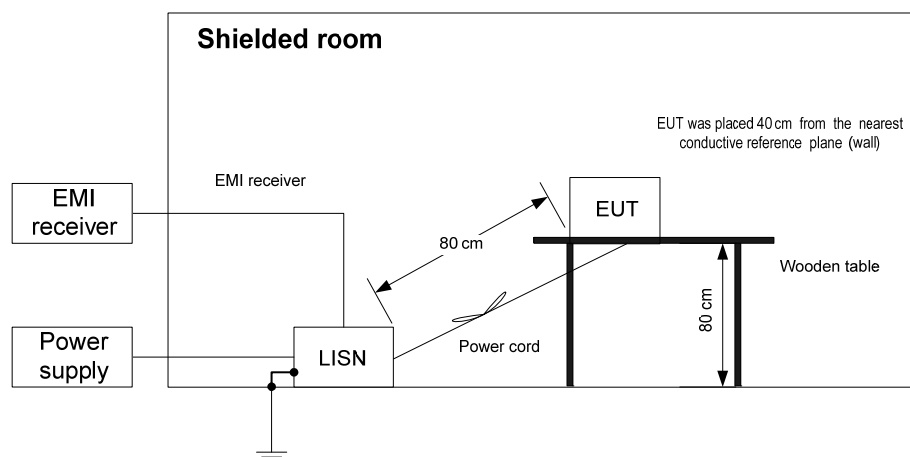 Shielded room
EUT was placed 40 cm from the nearest
conductive reference plane (wall)
EMI receiver
EMI
receiver
EUT
80 cm
Wooden table
80 cm
Power
supply
LISN
Power cord